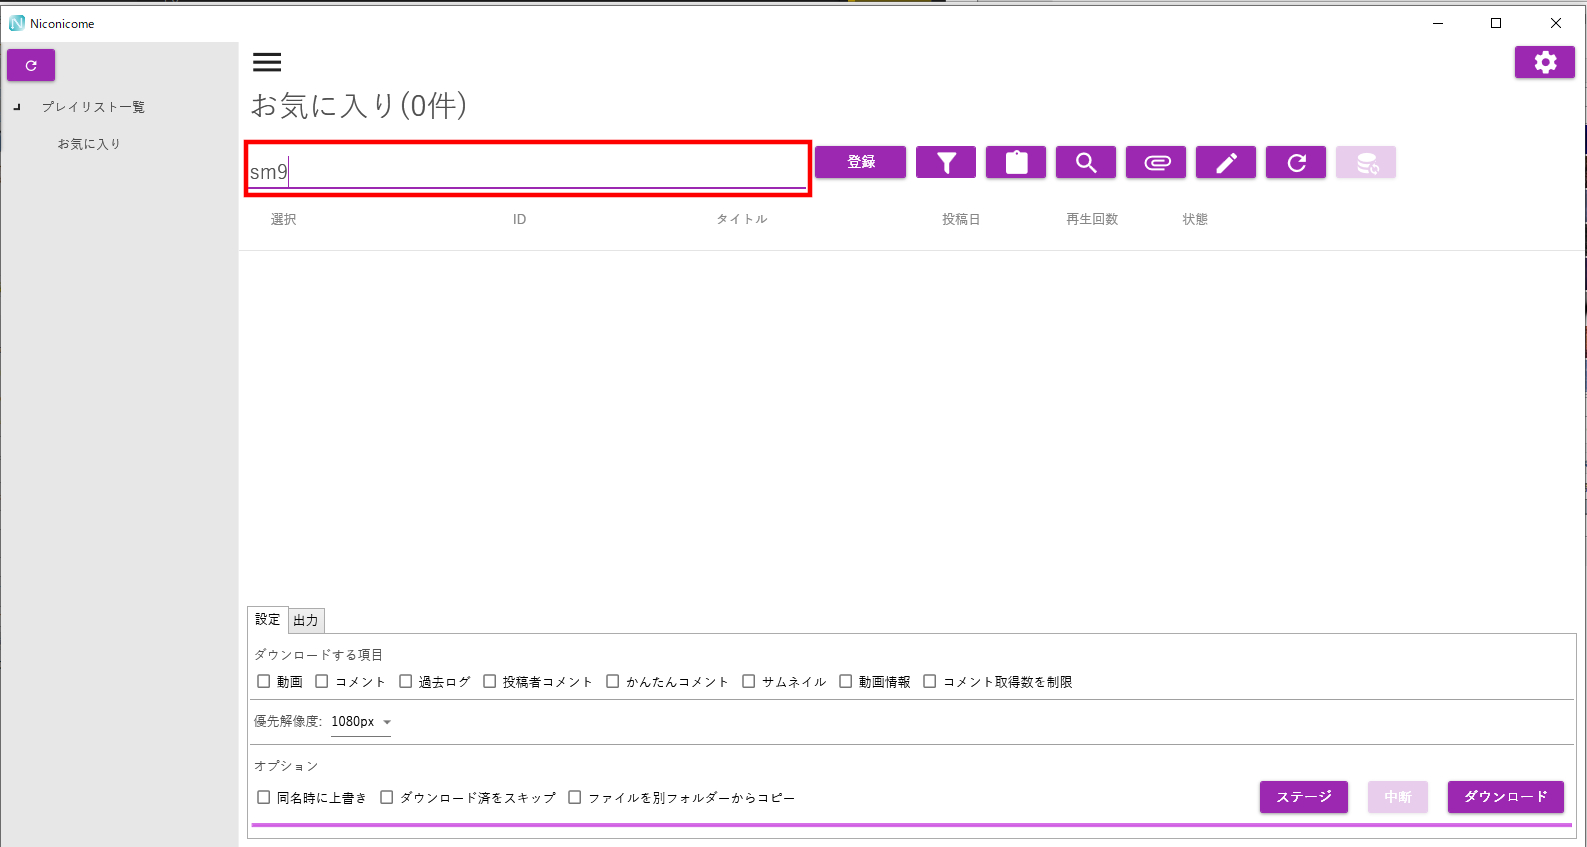 Niconicome
プレイリスト一覧
お気に入り
お気に入り(0件)
sm9
登録
選択 ID タイトル 投稿日 再生回数 状態
設定 出力
ダウンロードする項目
動画 コメント 過去ログ 投稿者コメント かんたんコメント サムネイル 動画情報 コメント取得数を制限
優先解像度: 1080px
オプション
同名時に上書き ダウンロード済をスキップ ファイルを別フォルダーからコピー ステージ 中断 ダウンロード